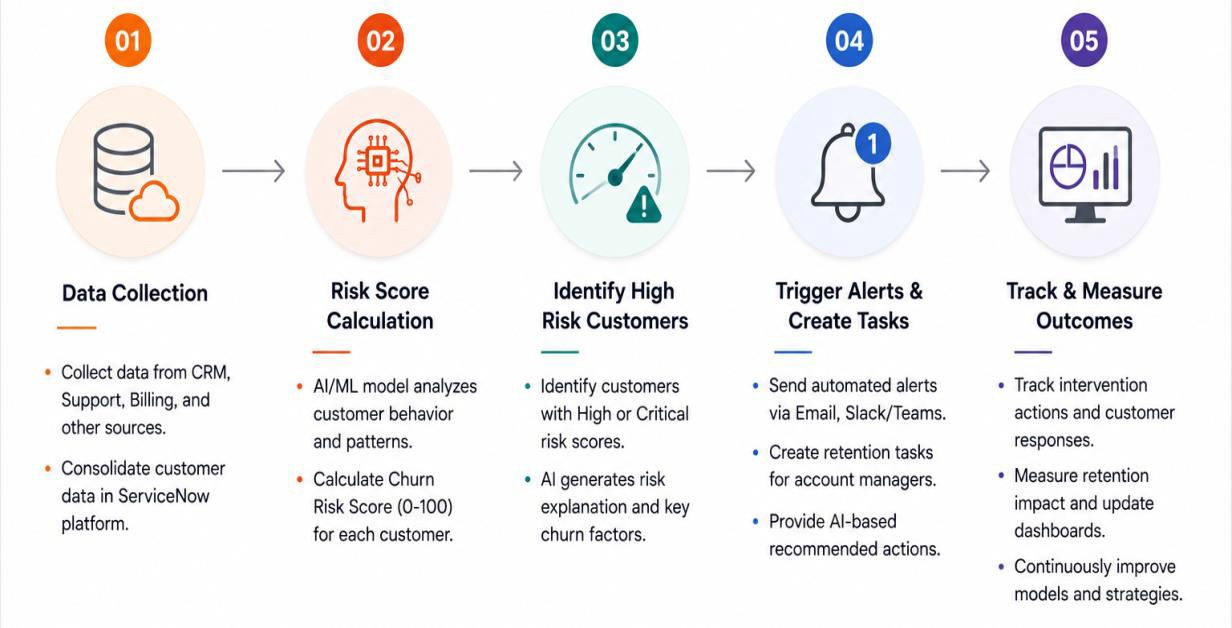 01
02
03
04
05
1
Data Collection
• Collect data from CRM,
Support, Billing, and
other sources.
• Consolidate customer
data in ServiceNow
platform.
Risk Score
Calculation
• AI/ML model analyzes
customer behavior
and patterns.
• Calculate Churn
Risk Score (0-100)
for each customer.
Identify High
Risk Customers
• Identify customers
with High or Critical
risk scores.
• AI generates risk
explanation and key
churn factors.
Trigger Alerts &
Create Tasks
• Send automated alerts
via Email, Slack/Teams.
• Create retention tasks
for account managers.
• Provide AI-based
recommended actions.
Track & Measure
Outcomes
• Track intervention
actions and customer
responses.
• Measure retention
impact and update
dashboards.
• Continuously improve
models and strategies.